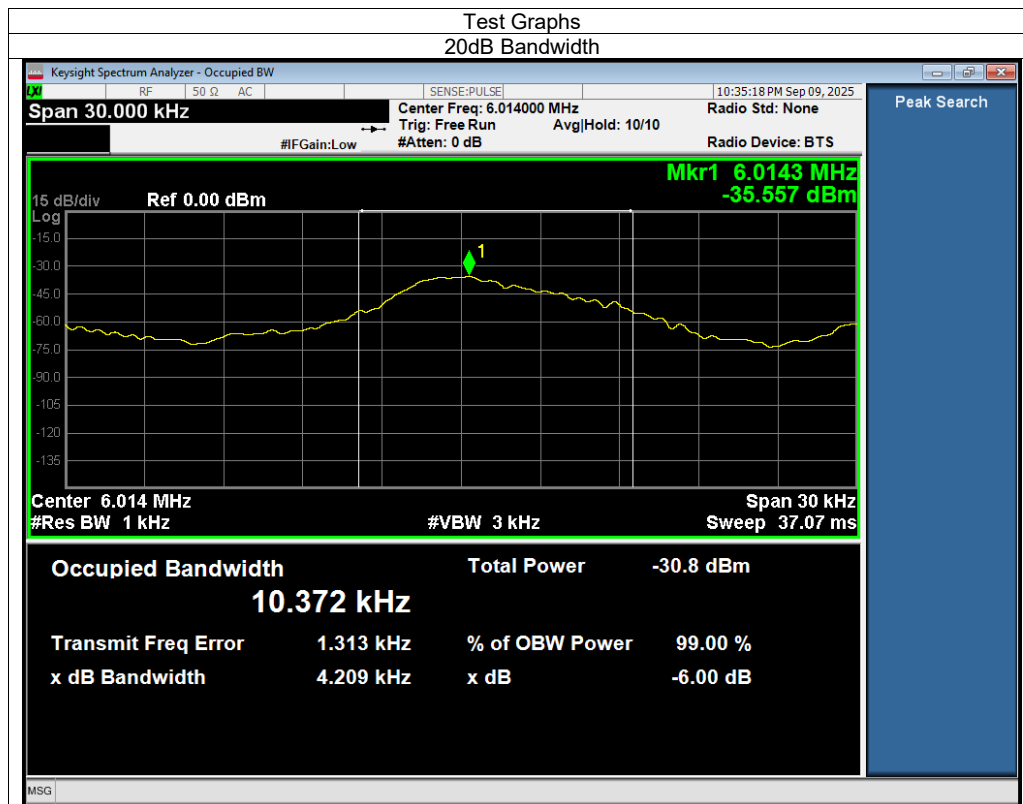 Test Graphs
20dB Bandwidth
Keysight Spectrum Analyzer - Occupied BW
LXI RF 50 Ω AC SENSE:PULSE 10:35:18 PM Sep 09, 2025
Span 30.000 kHz
Center Freq: 6.014000 MHz Radio Std: None
Trig: Free Run Avg|Hold: 10/10
#IFGain:Low #Atten: 0 dB Radio Device: BTS
Peak Search
Mkr1 6.0143 MHz
15 dB/div Ref 0.00 dBm -35.557 dBm
Log
1
-15.0
-30.0
-45.0
-60.0
-75.0
-90.0
-105
-120
-135
Center 6.014 MHz Span 30 kHz
#Res BW 1 kHz #VBW 3 kHz Sweep 37.07 ms
Occupied Bandwidth Total Power -30.8 dBm
10.372 kHz
Transmit Freq Error 1.313 kHz % of OBW Power 99.00 %
x dB Bandwidth 4.209 kHz x dB -6.00 dB
MSG